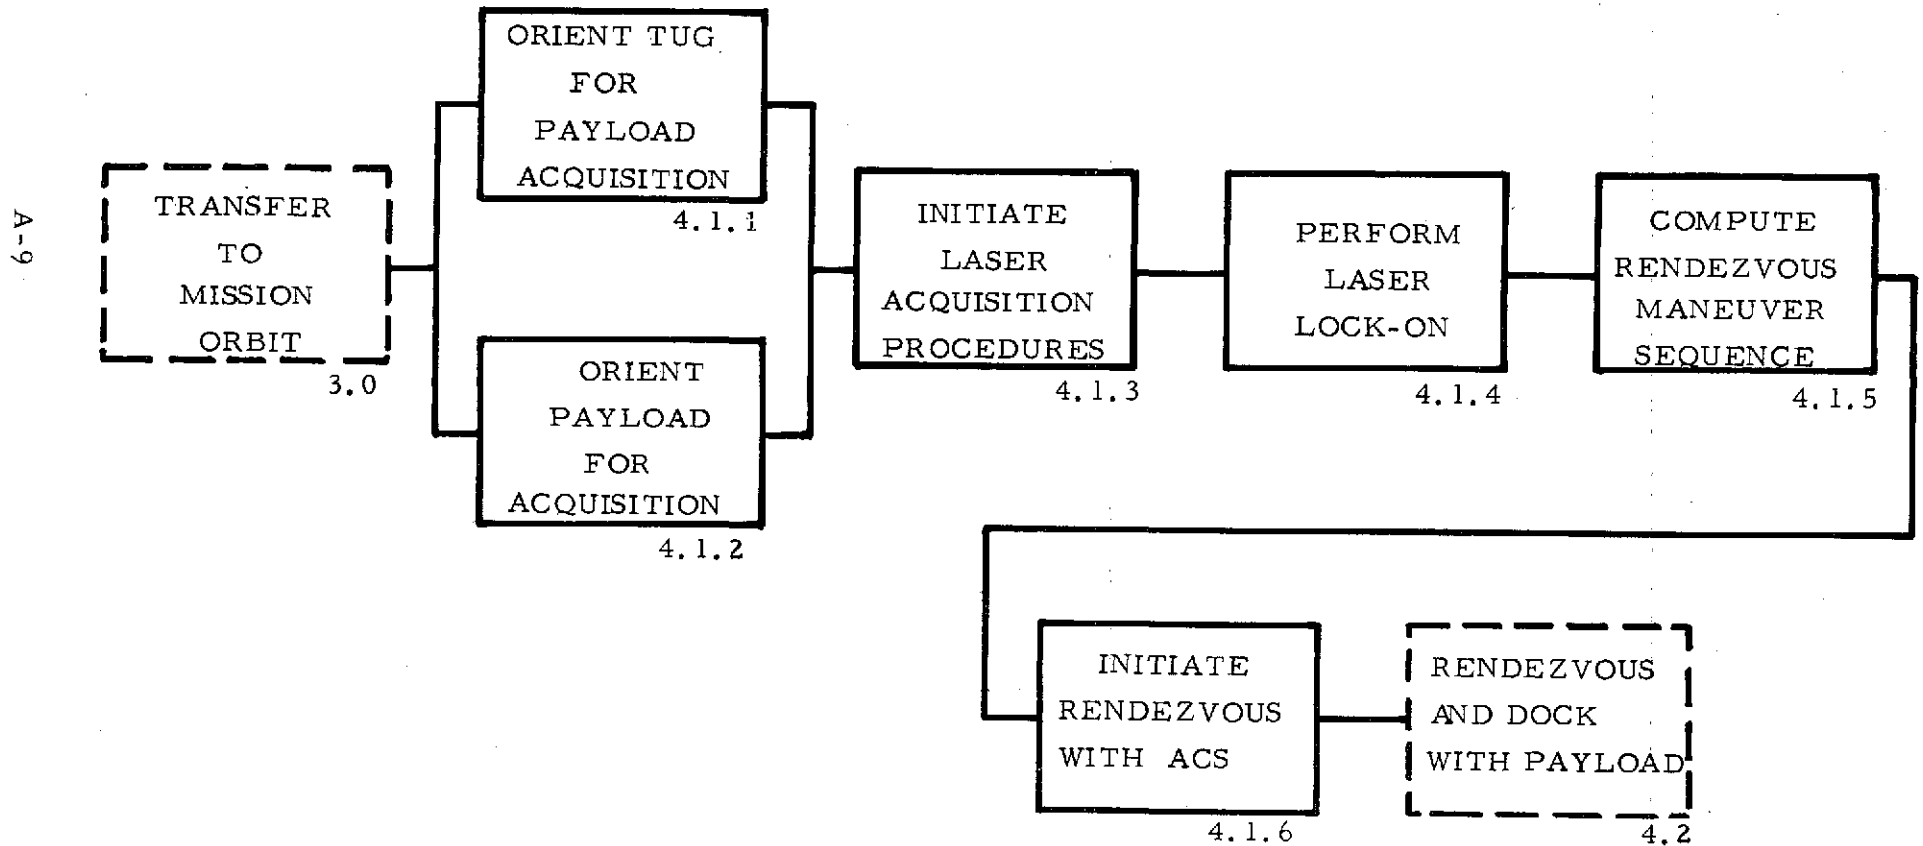 A-9
TRANSFER
TO
MISSION
ORBIT
3.0
ORIENT TUG
FOR
PAYLOAD
ACQUISITION
4.1.1
ORIENT
PAYLOAD
FOR
ACQUISITION
4.1.2
INITIATE
LASER
ACQUISITION
PROCEDURES
4.1.3
PERFORM
LASER
LOCK-ON
4.1.4
COMPUTE
RENDEZVOUS
MANEUVER
SEQUENCE
4.1.5
INITIATE
RENDEZVOUS
WITH ACS
4.1.6
RENDEZVOUS
AND DOCK
WITH PAYLOAD
4.2